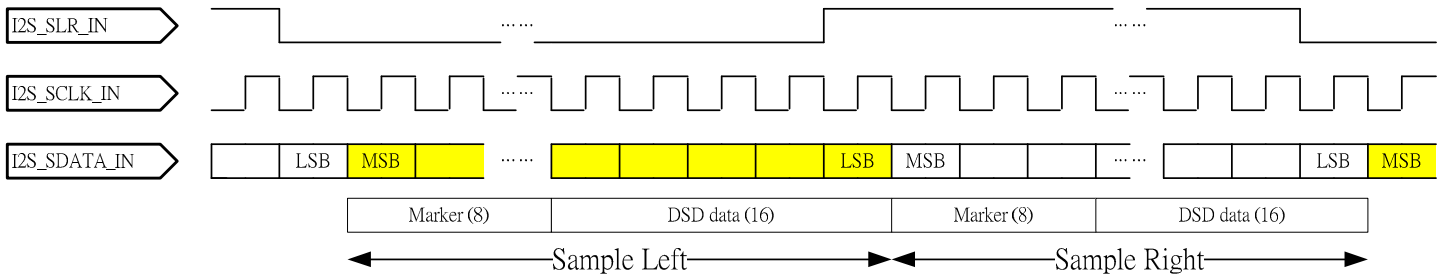 I2S_SLR_IN
... ...
... ...
I2S_SCLK_IN
... ...
... ...
I2S_SDATA_IN LSB MSB ... ... LSB MSB ... ... LSB MSB
Marker (8) DSD data (16) Marker (8) DSD data (16)
Sample Left Sample Right